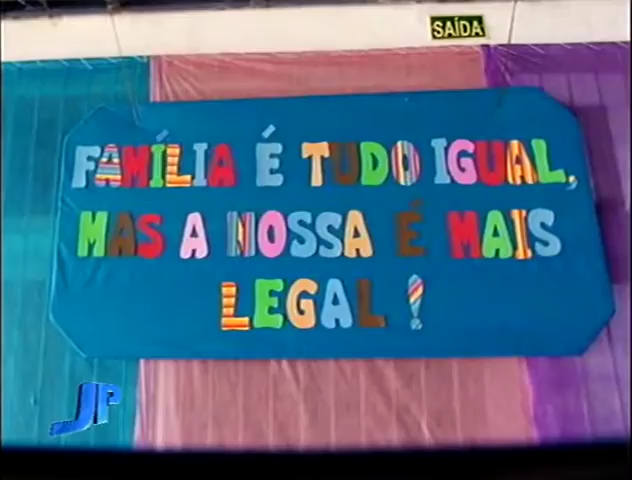 SAÍDA
FAMÍLIA É TUDO IGUAL,
MAS A NOSSA É MAIS
LEGAL!
JP